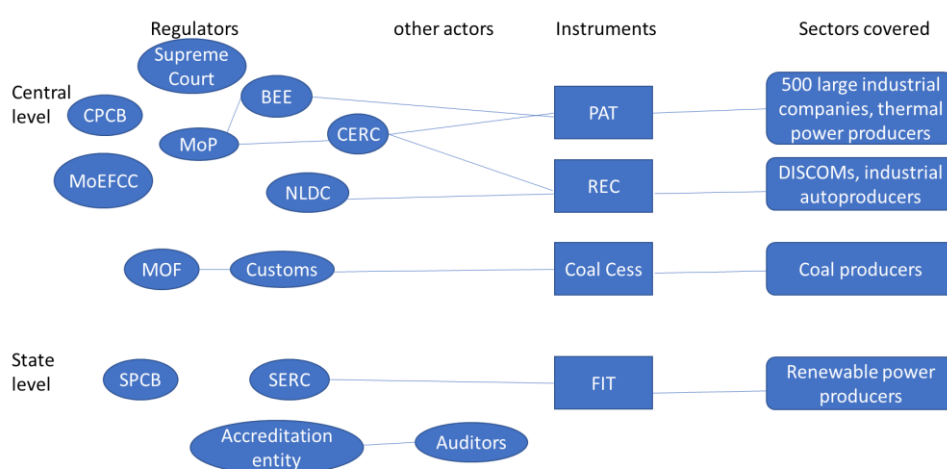 Regulators
other actors
Instruments
Sectors covered
Supreme
Court
Central
level
CPCB
BEE
MoP
CERC
PAT
500 large industrial
companies, thermal
power producers
MoEFCC
NLDC
REC
DISCOMs, industrial
autoproducers
MOF
Customs
Coal Cess
Coal producers
State
level
SPCB
SERC
FIT
Renewable power
producers
Accreditation
entity
Auditors